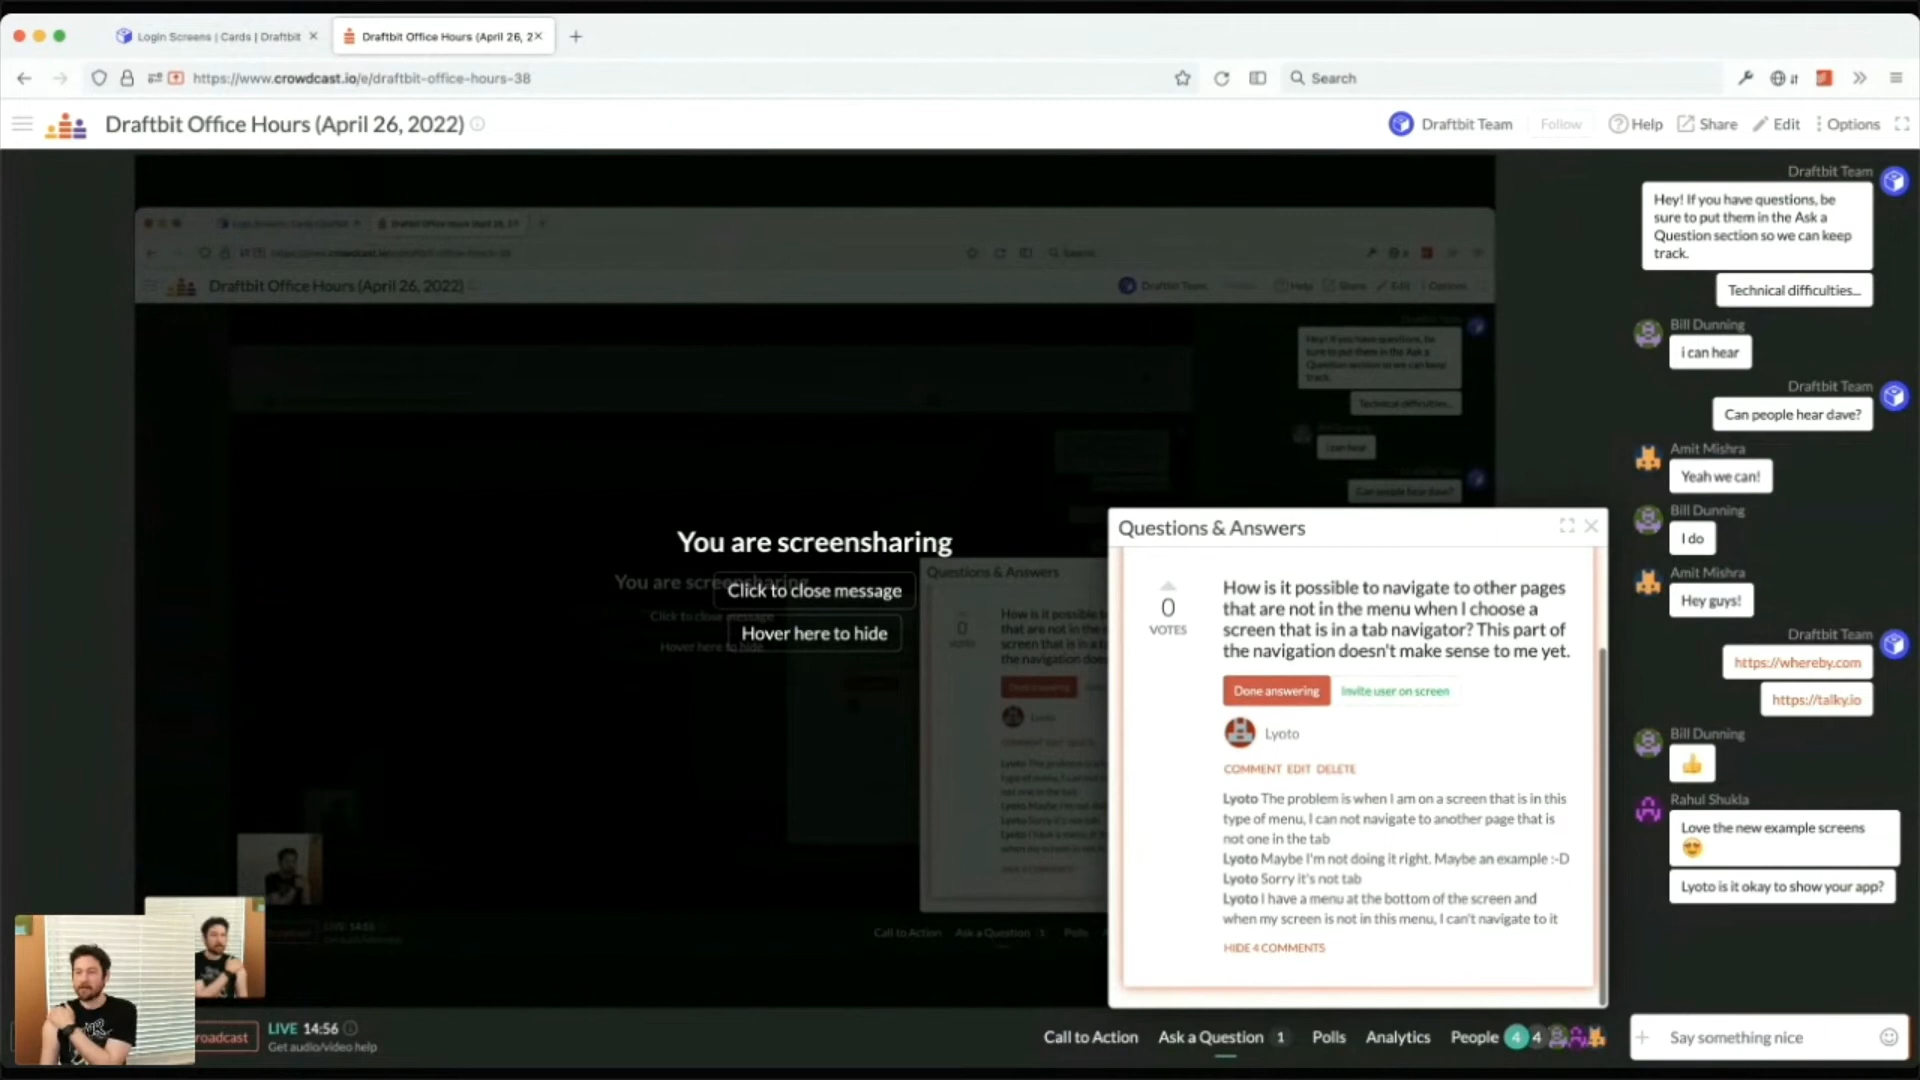 Login Screens | Cards | Draftbit
Draftbit Office Hours (April 26, 2
https://www.crowdcast.io/e/draftbit-office-hours-38
Search
Draftbit Office Hours (April 26, 2022)
Draftbit Team
Follow
Help
Share
Edit
Options
Draftbit Office Hours (April 26, 2022)
You are screensharing
Click to close message
Hover here to hide
Questions & Answers
0
VOTES
How is it possible to navigate to other pages
that are not in the menu when I choose a
screen that is in a tab navigator? This part of
the navigation doesn't make sense to me yet.
Done answering
Invite user on screen
Lyoto
COMMENT EDIT DELETE
Lyoto The problem is when I am on a screen that is in this
type of menu, I can not navigate to another page that is
not one in the tab
Lyoto Maybe I'm not doing it right. Maybe an example :-D
Lyoto Sorry it's not tab
Lyoto I have a menu at the bottom of the screen and
when my screen is not in this menu, I can't navigate to it
HIDE 4 COMMENTS
Draftbit Team
Hey! If you have questions, be
sure to put them in the Ask a
Question section so we can keep
track.
Technical difficulties...
Bill Dunning
i can hear
Draftbit Team
Can people hear dave?
Amit Mishra
Yeah we can!
Bill Dunning
I do
Amit Mishra
Hey guys!
Draftbit Team
https://whereby.com
https://talky.io
Bill Dunning
Rahul Shukla
Love the new example screens
Lyoto is it okay to show your app?
roadcast
LIVE 14:56
Get audio/video help
Call to Action
Ask a Question 1
Polls
Analytics
People 4 4
Say something nice